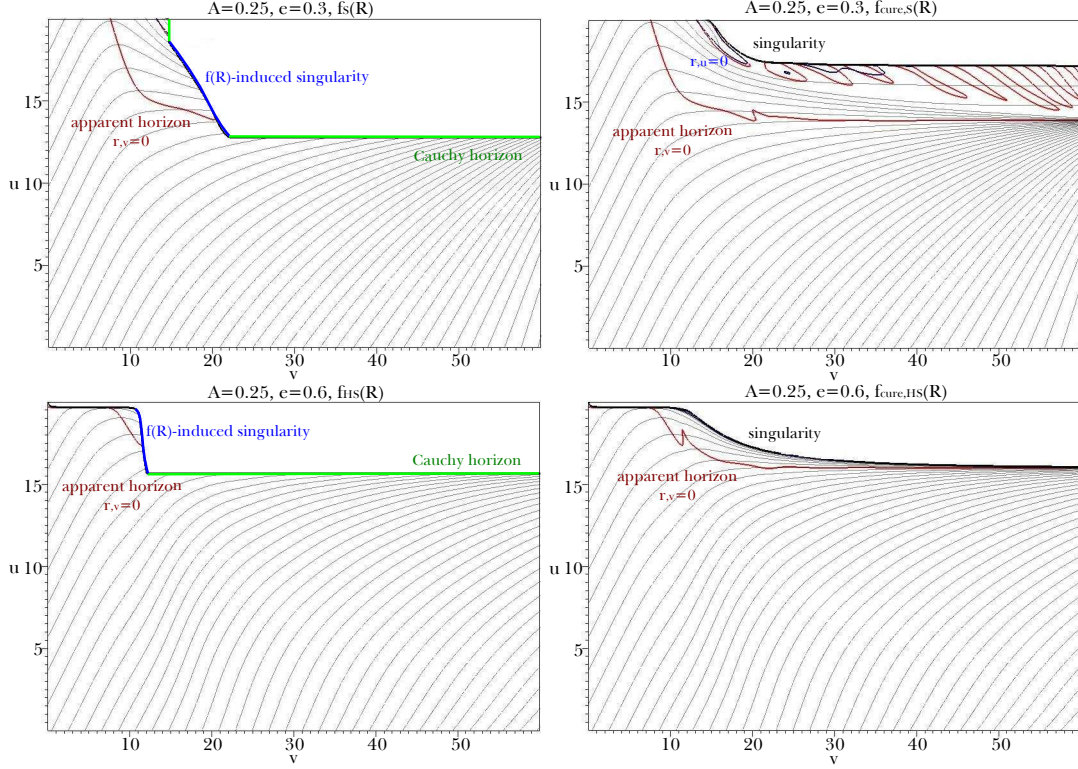 A=0.25, e=0.3, fS(R)
15
u 10
5
f(R)-induced singularity
apparent horizon
r,v=0
Cauchy horizon
10 20 30 40 50
v
A=0.25, e=0.3, fcure,S(R)
singularity
r,u=0
15
apparent horizon
r,v=0
u 10
5
10 20 30 40 50
v
A=0.25, e=0.6, fHS(R)
f(R)-induced singularity
Cauchy horizon
15
apparent horizon
r,v=0
u 10
5
10 20 30 40 50
v
A=0.25, e=0.6, fcure,HS(R)
singularity
15
apparent horizon
r,v=0
u 10
5
10 20 30 40 50
v